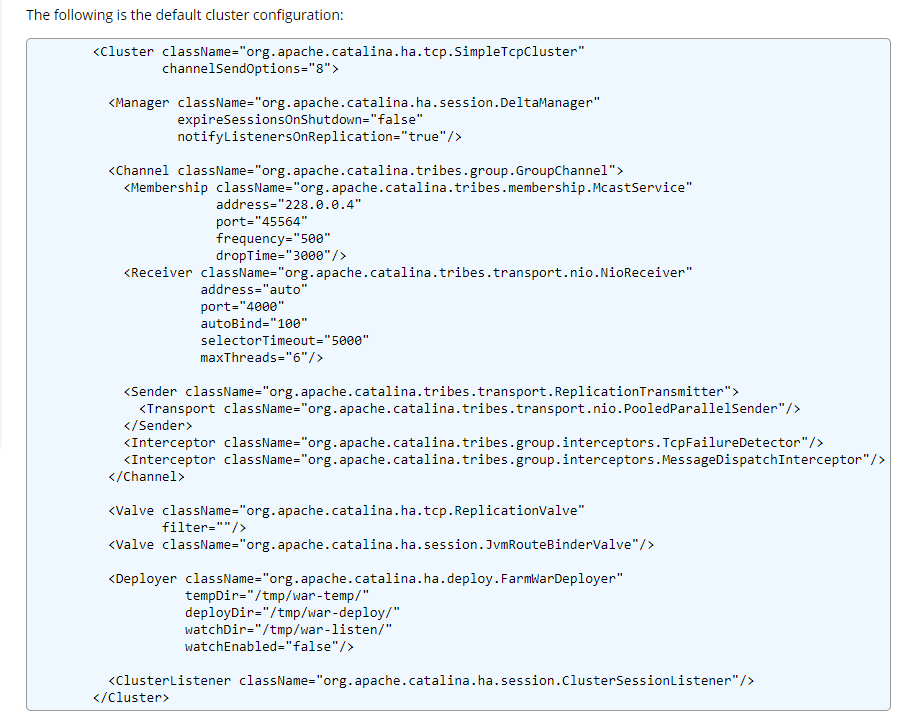 The following is the default cluster configuration:
<Cluster className="org.apache.catalina.ha.tcp.SimpleTcpCluster"
channelSendOptions="8">
<Manager className="org.apache.catalina.ha.session.DeltaManager"
expireSessionsOnShutdown="false"
notifyListenersOnReplication="true"/>
<Channel className="org.apache.catalina.tribes.group.GroupChannel">
<Membership className="org.apache.catalina.tribes.membership.McastService"
address="228.0.0.4"
port="45564"
frequency="500"
dropTime="3000"/>
<Receiver className="org.apache.catalina.tribes.transport.nio.NioReceiver"
address="auto"
port="4000"
autoBind="100"
selectorTimeout="5000"
maxThreads="6"/>
<Sender className="org.apache.catalina.tribes.transport.ReplicationTransmitter">
<Transport className="org.apache.catalina.tribes.transport.nio.PooledParallelSender"/>
</Sender>
<Interceptor className="org.apache.catalina.tribes.group.interceptors.TcpFailureDetector"/>
<Interceptor className="org.apache.catalina.tribes.group.interceptors.MessageDispatchInterceptor"/>
</Channel>
<Valve className="org.apache.catalina.ha.tcp.ReplicationValve"
filter=""/>
<Valve className="org.apache.catalina.ha.session.JvmRouteBinderValve"/>
<Deployer className="org.apache.catalina.ha.deploy.FarmWarDeployer"
tempDir="/tmp/war-temp/"
deployDir="/tmp/war-deploy/"
watchDir="/tmp/war-listen/"
watchEnabled="false"/>
<ClusterListener className="org.apache.catalina.ha.session.ClusterSessionListener"/>
</Cluster>